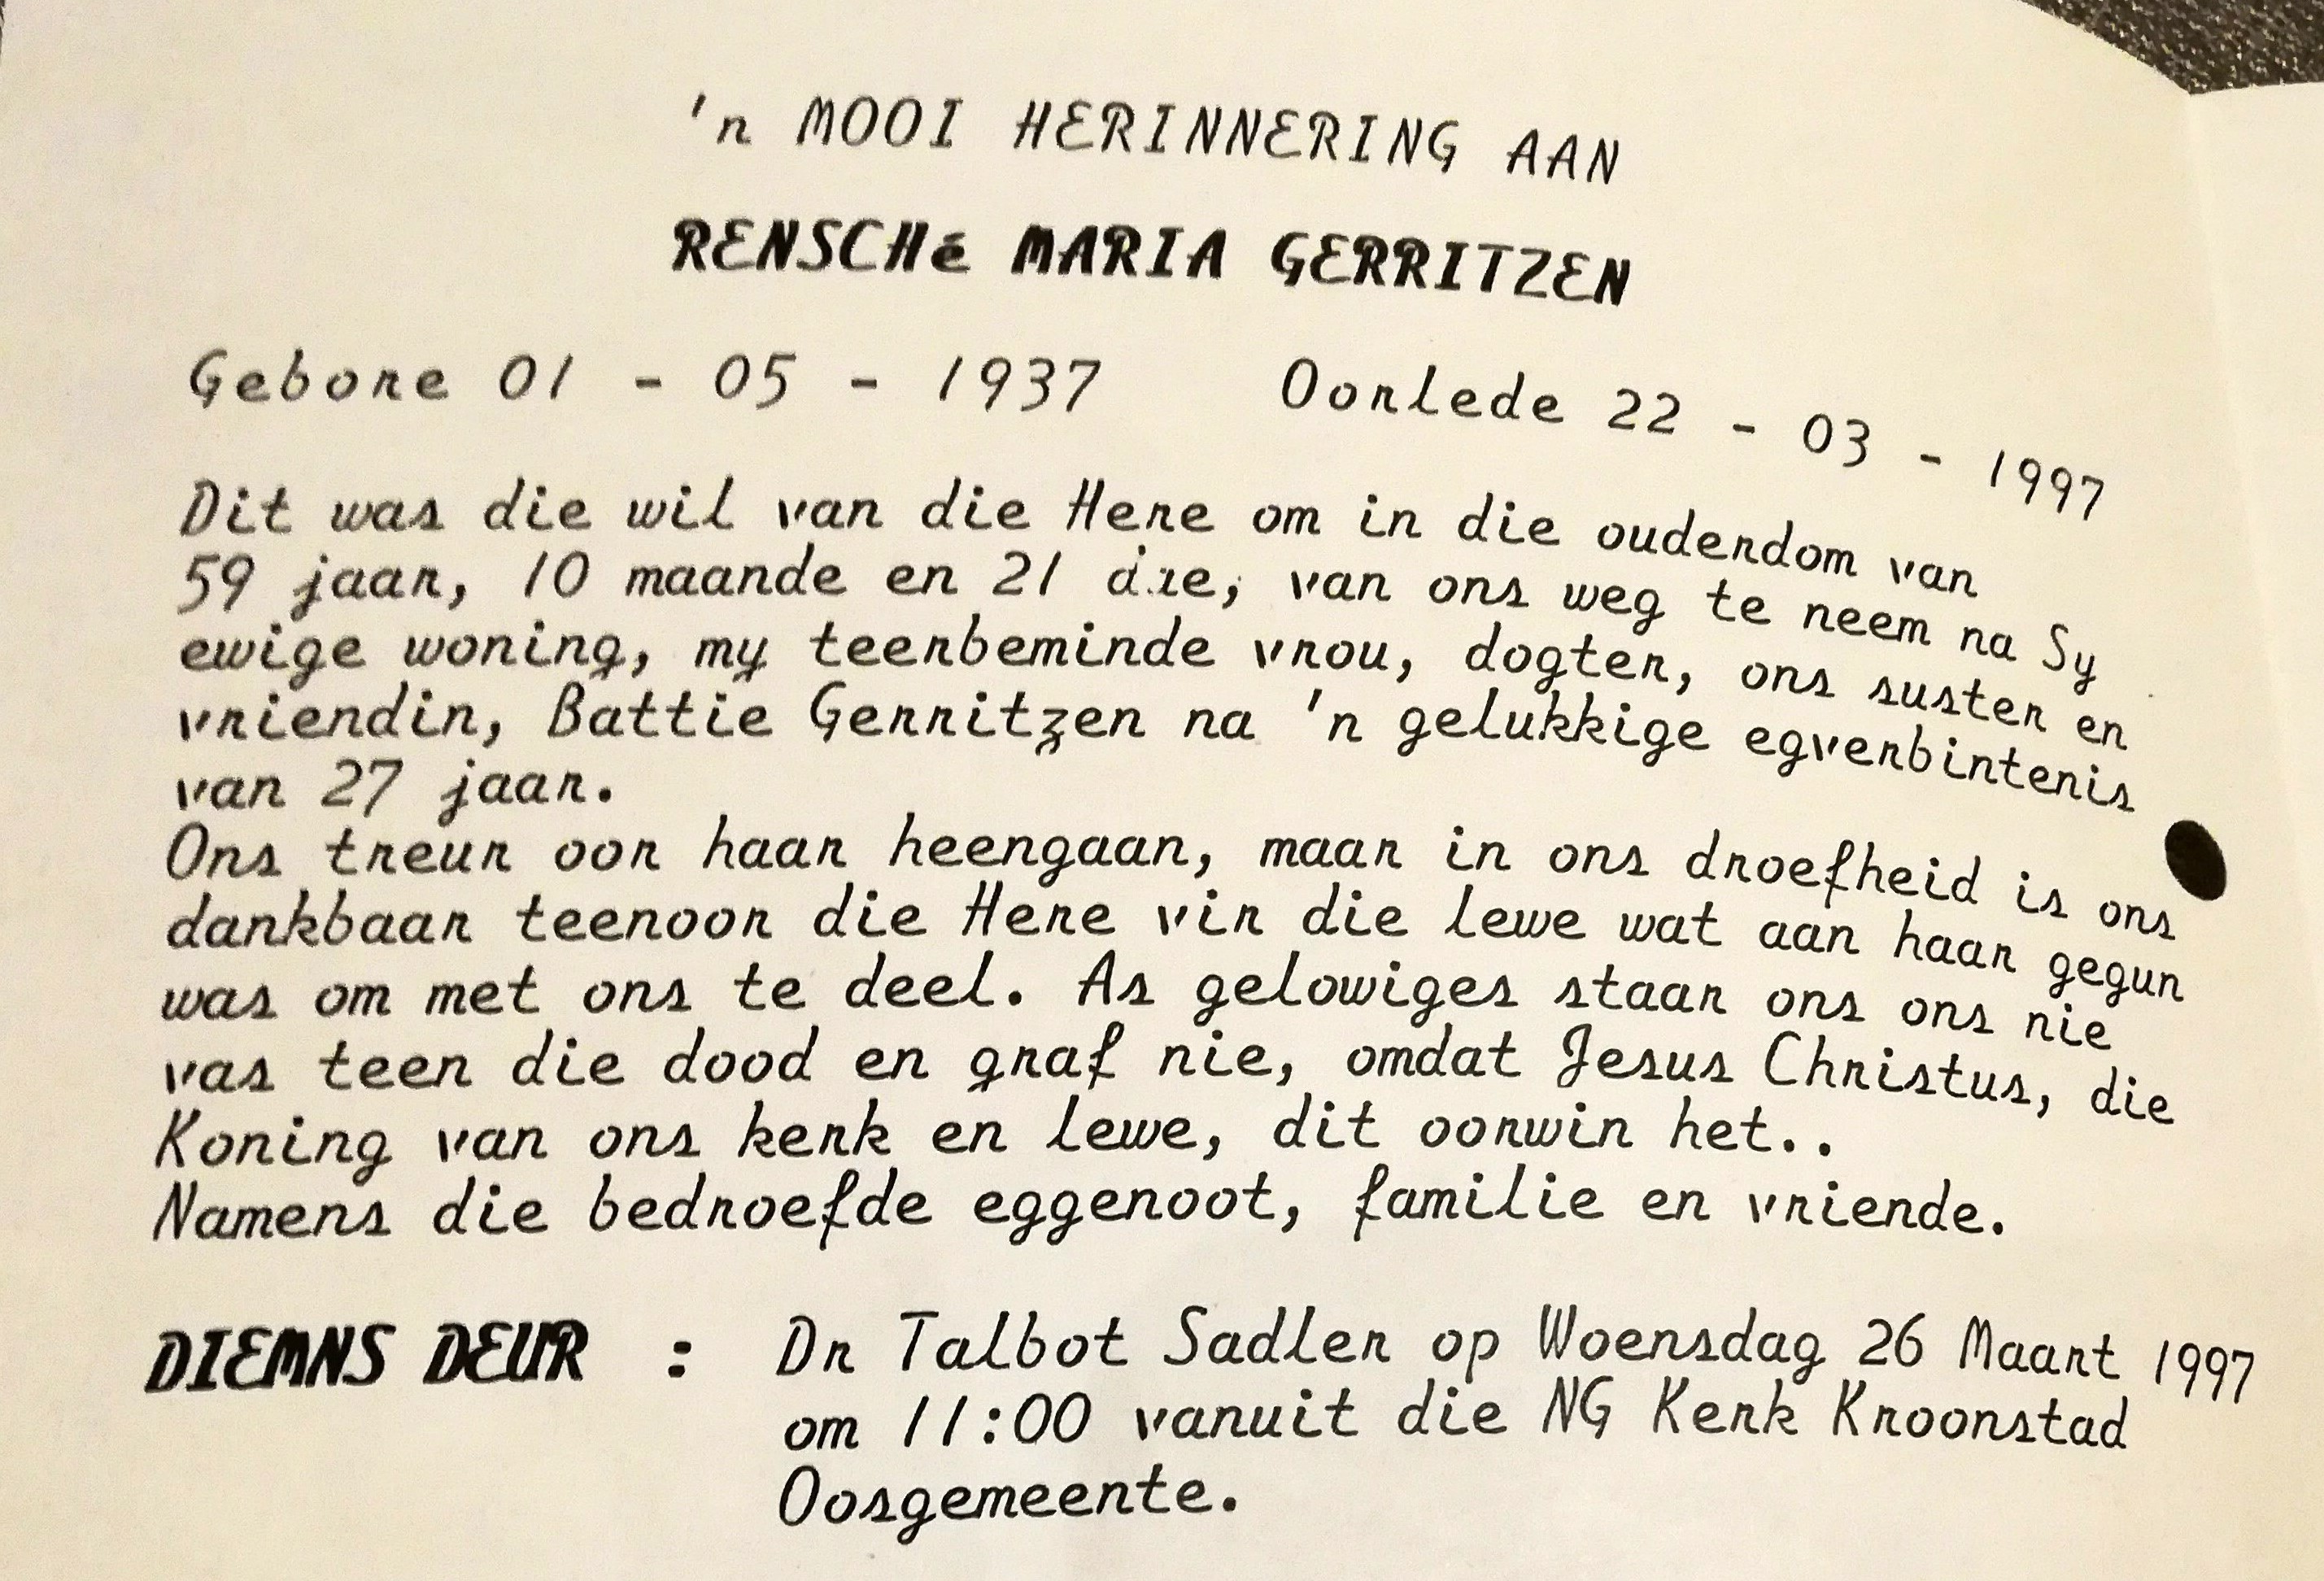 'n MOOI HERINNERING AAN
RENSCHé MARIA GERRITZEN
Gebore 01 - 05 - 1937 Oorlede 22 - 03 - 1997
Dit was die wil van die Here om in die ouderdom van
59 jaar, 10 maande en 21 dae, van ons weg te neem na Sy
ewige woning, my teerbeminde vrou, dogter, ons suster en
vriendin, Battie Gerritzen na 'n gelukkige egverbintenis
van 27 jaar.
Ons treur oor haar heengaan, maar in ons droefheid is ons
dankbaar teenoor die Here vir die lewe wat aan haar gegun
was om met ons te deel. As gelowiges staar ons ons nie
vas teen die dood en graf nie, omdat Jesus Christus, die
Koning van ons kerk en lewe, dit oorwin het..
Namens die bedroefde eggenoot, familie en vriende.
DIEMNS DEUR : Dr Talbot Sadler op Woensdag 26 Maart 1997
om 11:00 vanuit die NG Kerk Kroonstad
Oosgemeente.